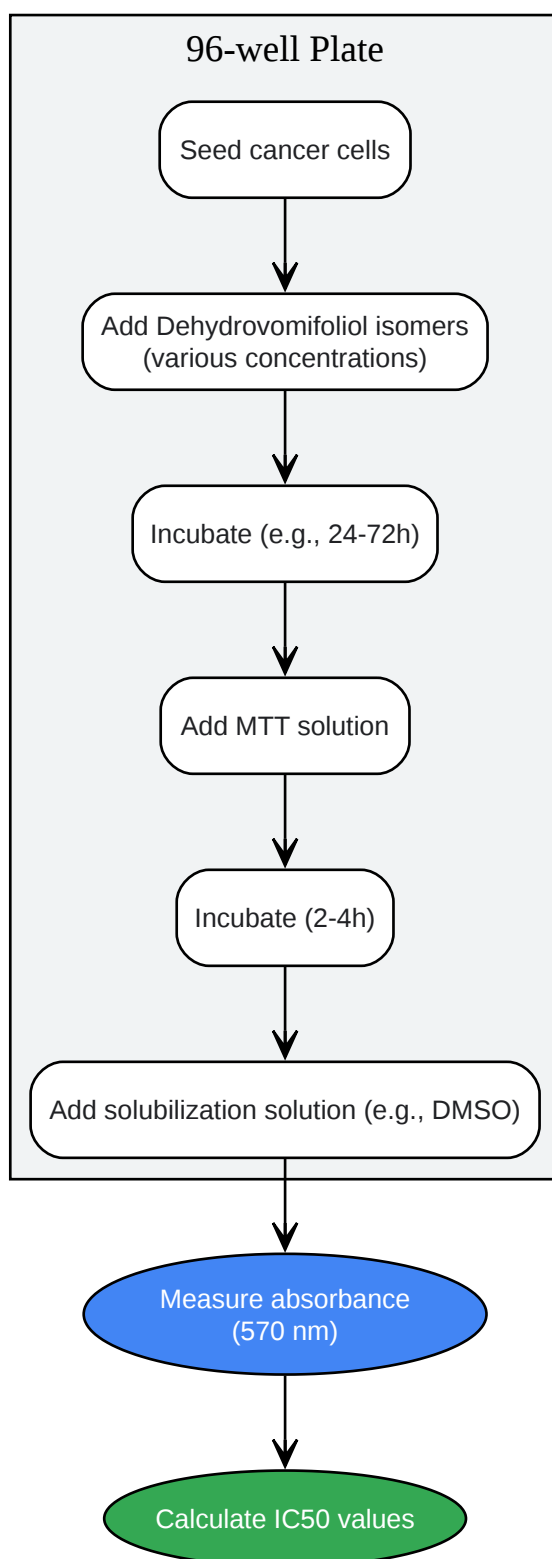 96-well Plate
Seed cancer cells
Add Dehydrovomifoliol isomers
(various concentrations)
Incubate (e.g., 24-72h)
Add MTT solution
Incubate (2-4h)
Add solubilization solution (e.g., DMSO)
Measure absorbance
(570 nm)
Calculate IC50 values